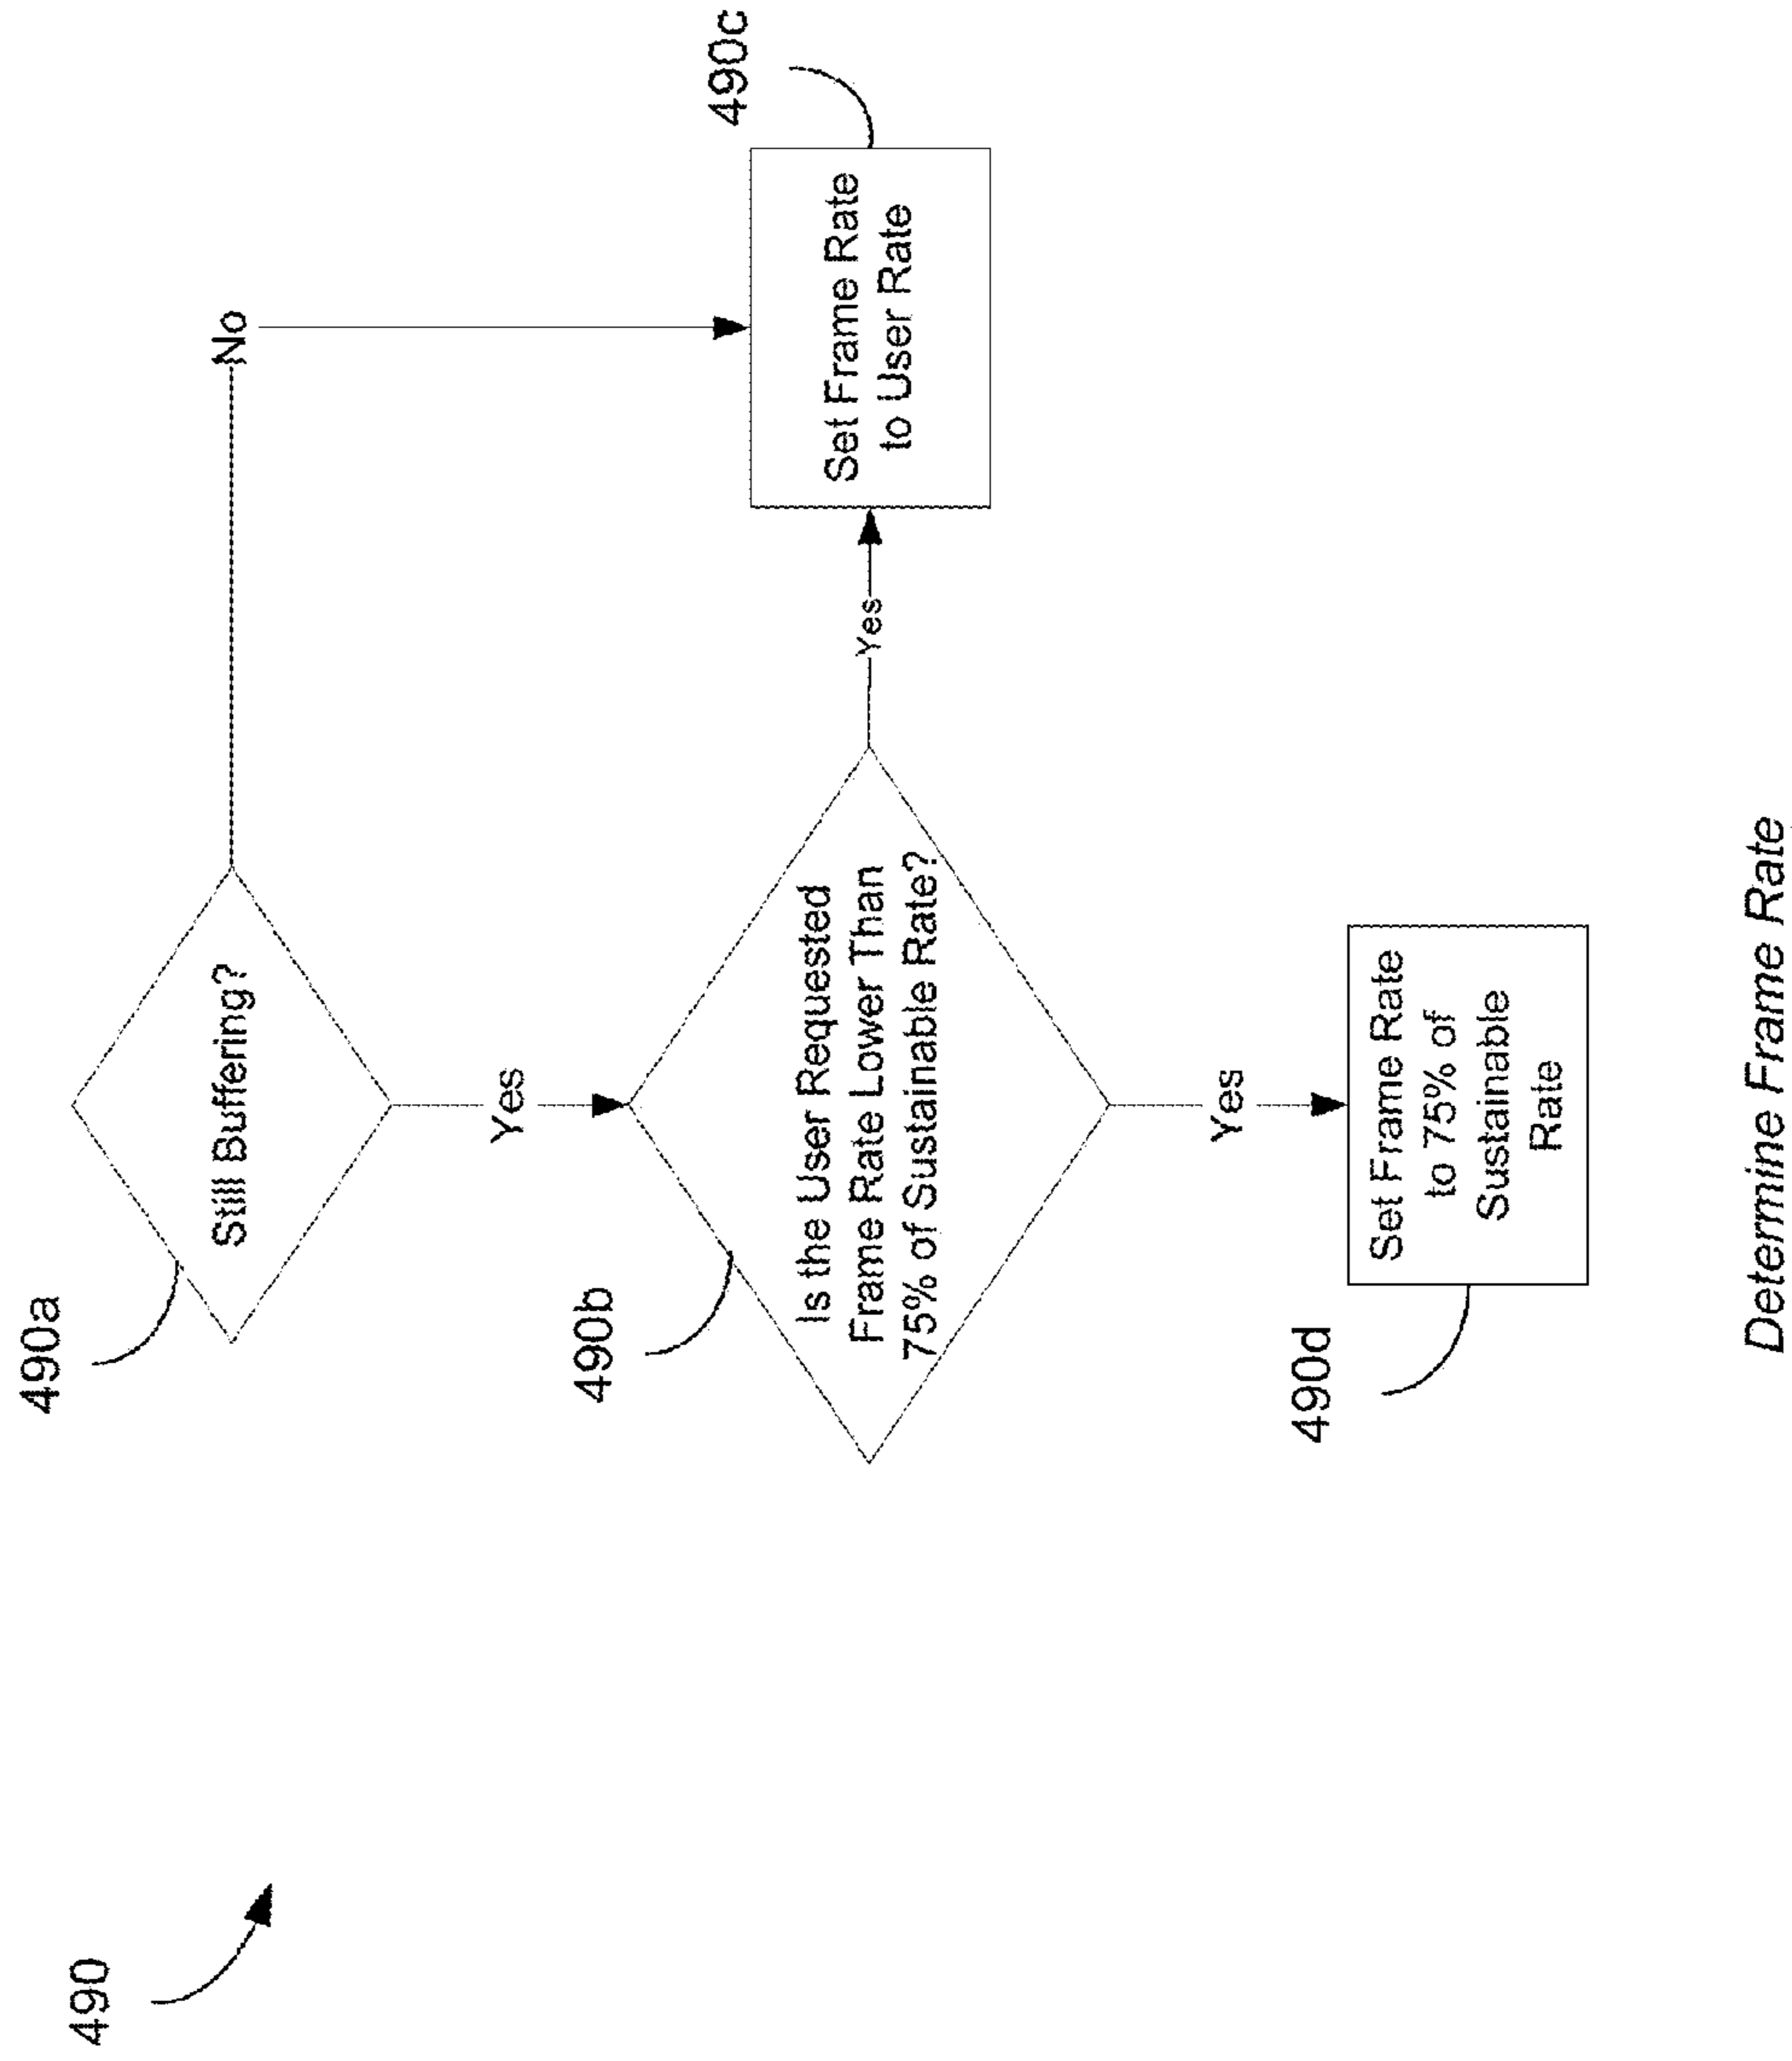 490
490a
Still Buffering?
No
Yes
490b
Is the User Requested
Frame Rate Lower Than
75% of Sustainable Rate?
Yes
490c
Set Frame Rate
to User Rate
Yes
490d
Set Frame Rate
to 75% of
Sustainable
Rate
Determine Frame Rate